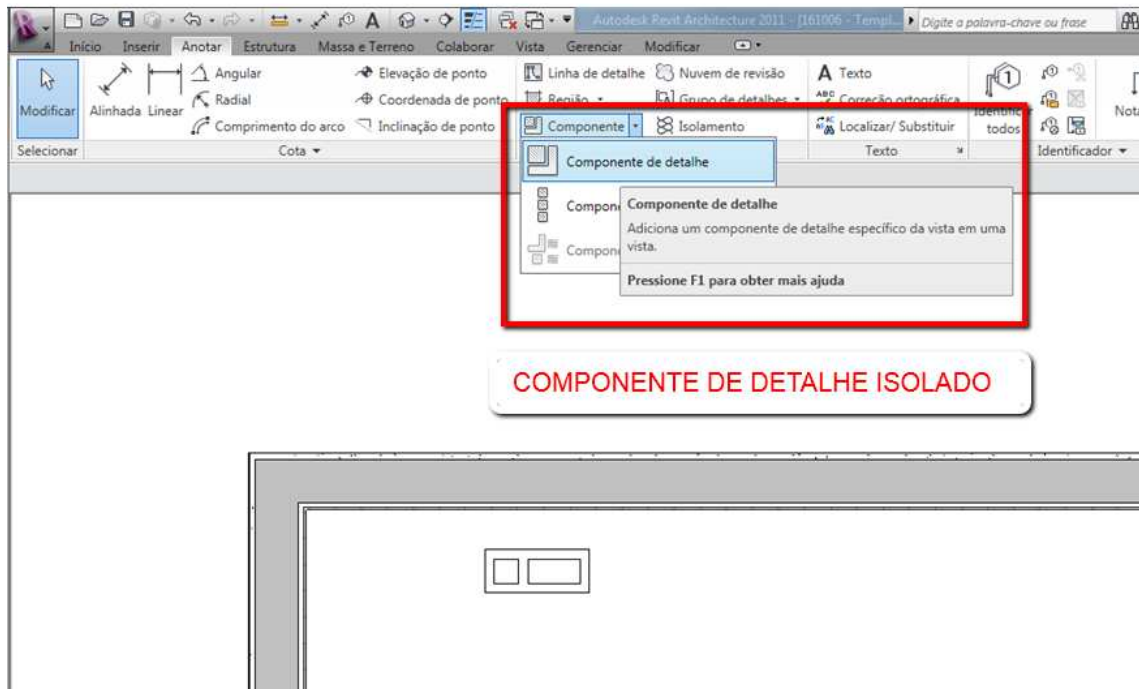 Autodesk Revit Architecture 2011 - [161006 - Templ...
Digite a palavra-chave ou frase
Início Inserir Anotar Estrutura Massa e Terreno Colaborar Vista Gerenciar Modificar
Modificar
Alinhada Linear
Angular
Radial
Comprimento do arco
Elevação de ponto
Coordenada de ponto
Inclinação de ponto
Linha de detalhe
Região
Componente
Nuvem de revisão
Grupo de detalhes
Isolamento
A Texto
ABC Correção ortográfica
Localizar/ Substituir
Identificar
todos
Selecionar
Cota
Texto
Identificador
Componente de detalhe
Componente de detalhe
Adiciona um componente de detalhe específico da vista em uma
vista.
Pressione F1 para obter mais ajuda
COMPONENTE DE DETALHE ISOLADO